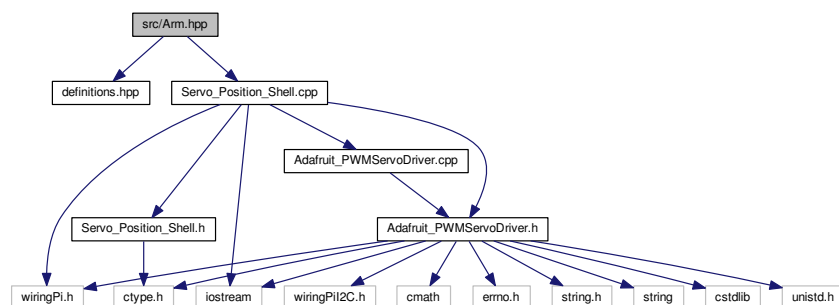 src/Arm.hpp
definitions.hpp
Servo_Position_Shell.cpp
Adafruit_PWMServoDriver.cpp
Servo_Position_Shell.h
Adafruit_PWMServoDriver.h
wiringPi.h
ctype.h
iostream
wiringPiI2C.h
cmath
errno.h
string.h
string
cstdlib
unistd.h